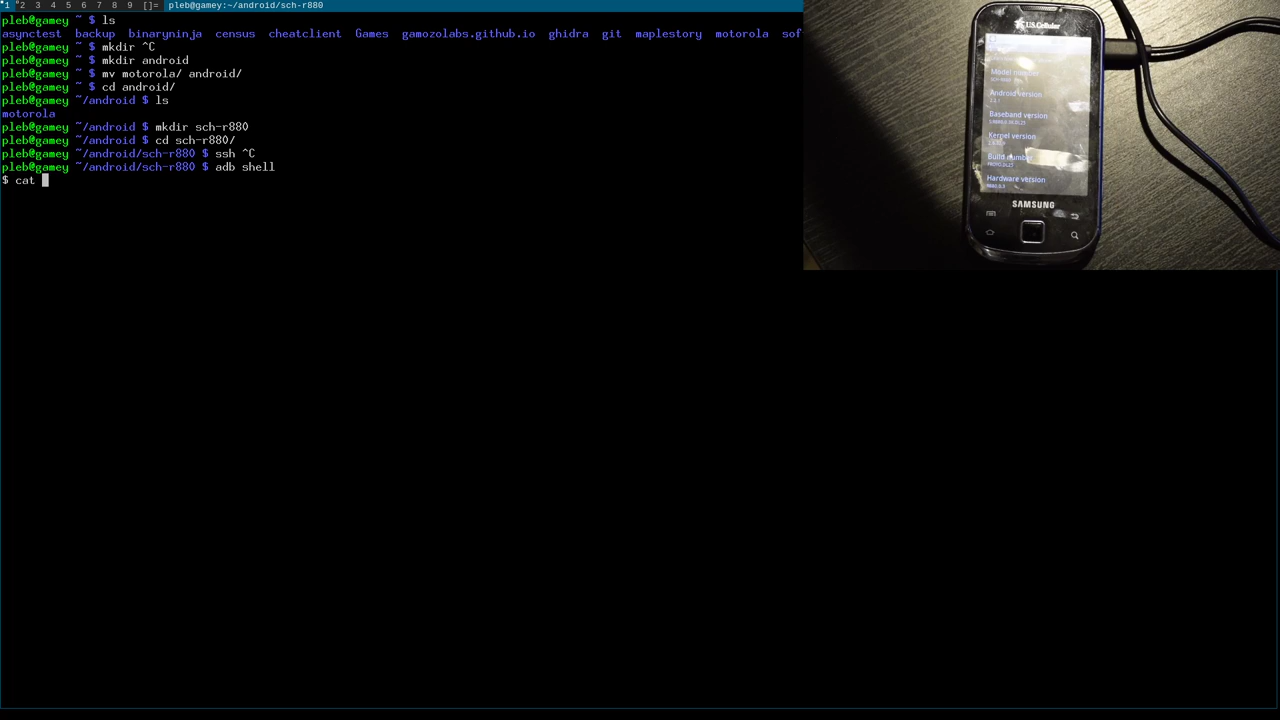 1 2 3 4 5 6 7 8 9 []= pleb@gamey:~/android/sch-r880
pleb@gamey ~ $ ls
asynctest backup binaryninja census cheatclient Games gamozolabs.github.io ghidra git maplestory motorola sof
pleb@gamey ~ $ mkdir ^C
pleb@gamey ~ $ mkdir android
pleb@gamey ~ $ mv motorola/ android/
pleb@gamey ~ $ cd android/
pleb@gamey ~/android $ ls
motorola
pleb@gamey ~/android $ mkdir sch-r880
pleb@gamey ~/android $ cd sch-r880/
pleb@gamey ~/android/sch-r880 $ ssh ^C
pleb@gamey ~/android/sch-r880 $ adb shell
$ cat
U.S. Cellular
Model number
Android version
Baseband version
Kernel version
Build number
Hardware version
SAMSUNG